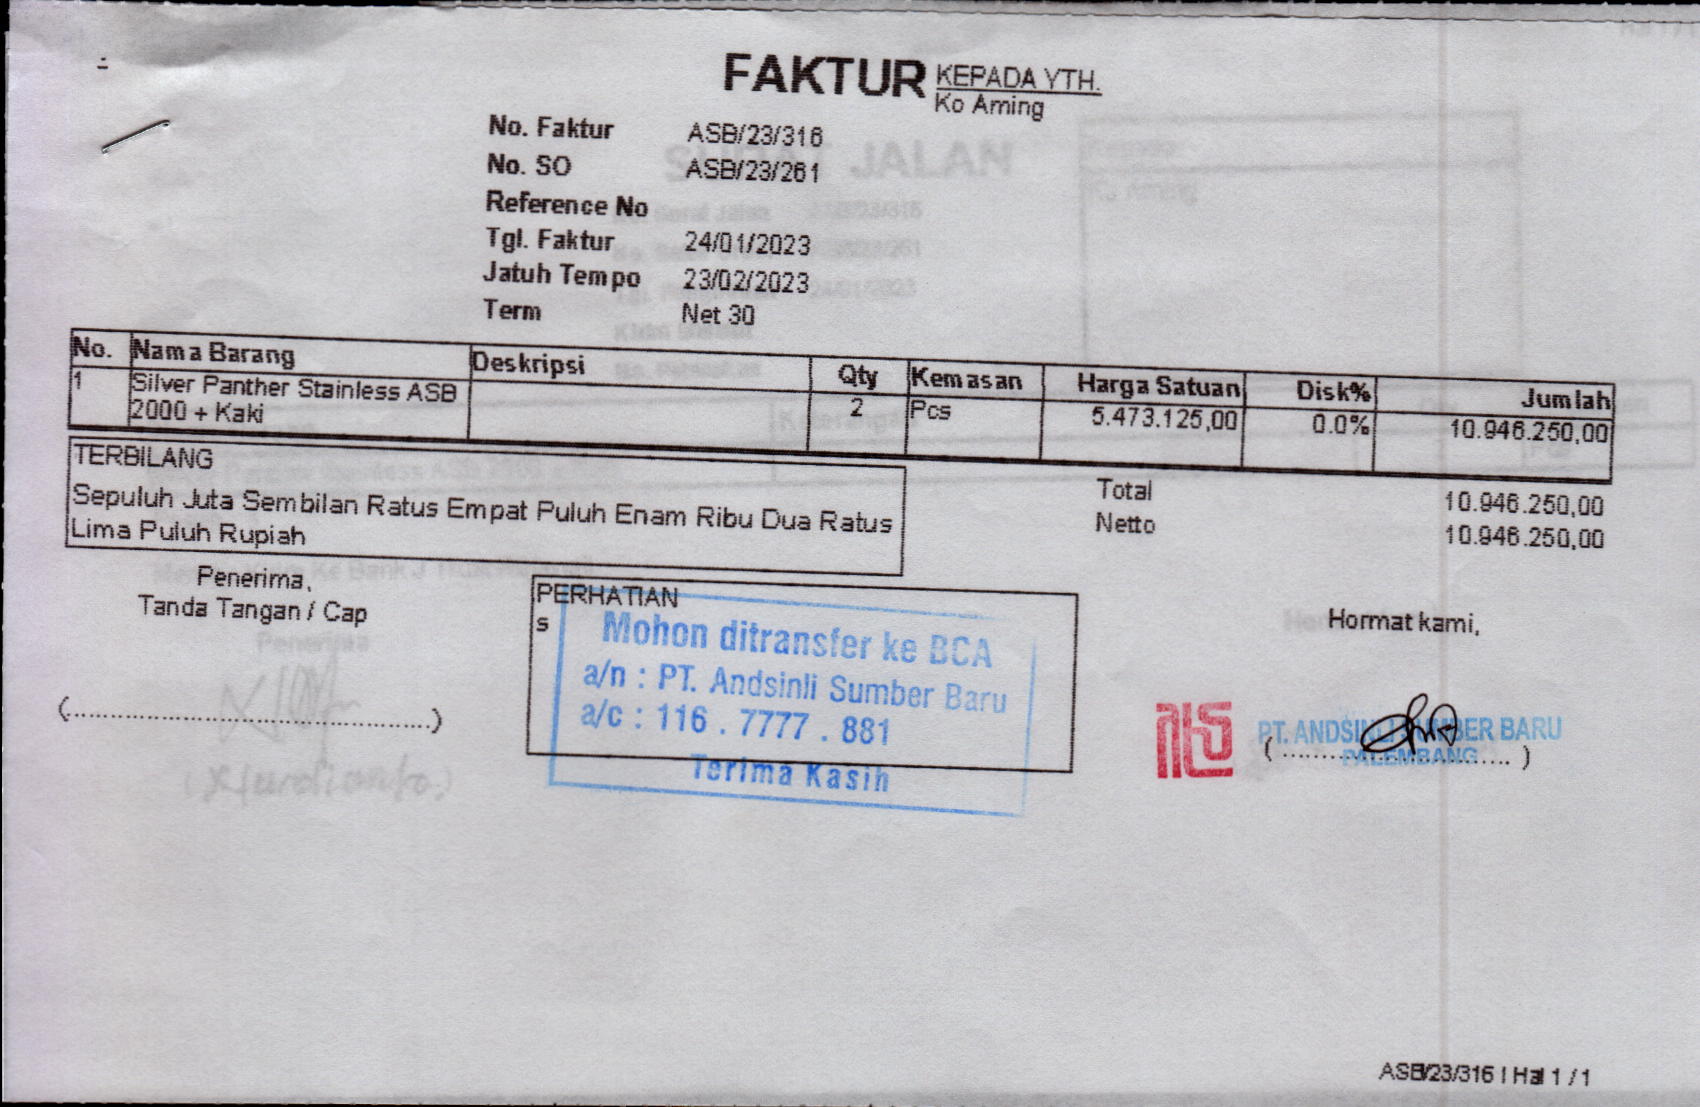 FAKTUR
KEPADA YTH.
Ko Aming
No. Faktur ASB/23/316
No. SO ASB/23/261
Reference No
Tgl. Faktur 24/01/2023
Jatuh Tempo 23/02/2023
Term Net 30
No. Nama Barang Deskripsi Qty Kemasan Harga Satuan Disk% Jumlah
1 Silver Panther Stainless ASB 2 Pcs 5.473.125,00 0.0% 10.946.250,00
2000 + Kaki
TERBILANG
Sepuluh Juta Sembilan Ratus Empat Puluh Enam Ribu Dua Ratus
Lima Puluh Rupiah
Total 10.946.250,00
Netto 10.946.250,00
Penerima,
Tanda Tangan / Cap
(..................................................)
PERHATIAN
s
Mohon ditransfer ke BCA
a/n : PT. Andsinli Sumber Baru
a/c : 116 . 7777 . 881
Terima Kasih
Hormat kami,
PT. ANDSINLI SUMBER BARU
PALEMBANG
(..................................)
ASB/23/316 | Hal 1 / 1
SURAT JALAN